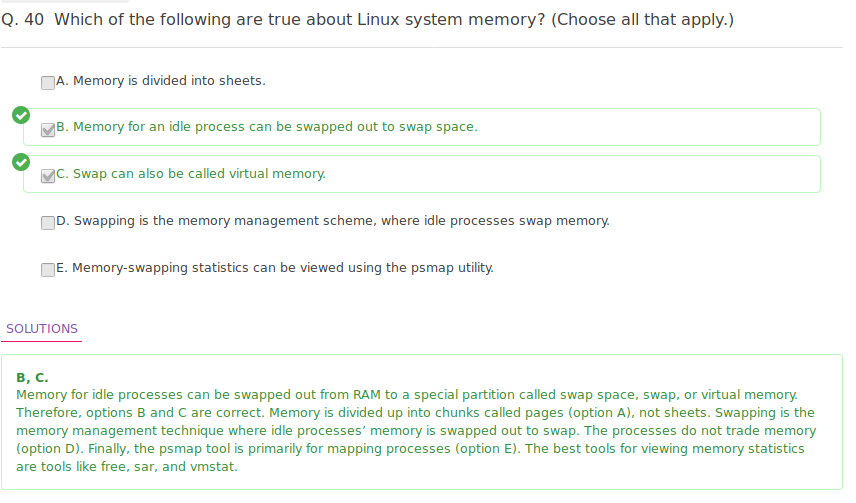 Q. 40 Which of the following are true about Linux system memory? (Choose all that apply.)
A. Memory is divided into sheets.
B. Memory for an idle process can be swapped out to swap space.
C. Swap can also be called virtual memory.
D. Swapping is the memory management scheme, where idle processes swap memory.
E. Memory-swapping statistics can be viewed using the psmap utility.
SOLUTIONS
B, C.
Memory for idle processes can be swapped out from RAM to a special partition called swap space, swap, or virtual memory.
Therefore, options B and C are correct. Memory is divided up into chunks called pages (option A), not sheets. Swapping is the
memory management technique where idle processes’ memory is swapped out to swap. The processes do not trade memory
(option D). Finally, the psmap tool is primarily for mapping processes (option E). The best tools for viewing memory statistics
are tools like free, sar, and vmstat.